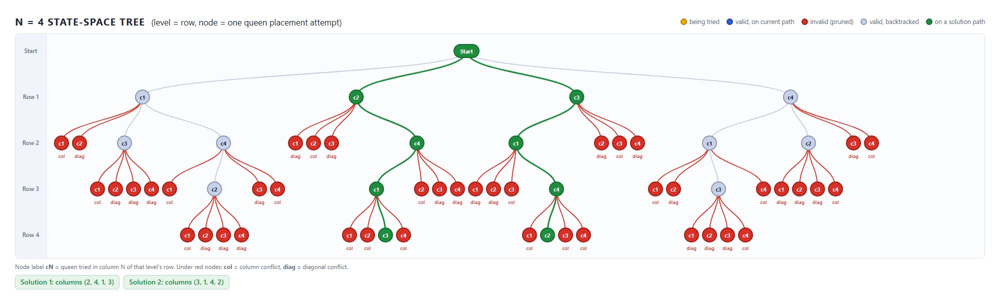 N = 4 STATE-SPACE TREE (level = row, node = one queen placement attempt)
being tried valid, on current path invalid (pruned) valid, backtracked on a solution path
Start Start
Row 1 c1 c2 c3 c4
Row 2 c1 c2 c3 c4 c1 c2 c3 c4 c1 c2 c3 c4 c1 c2 c3 c4
col diag diag col diag diag col diag diag col
Row 3 c1 c2 c3 c4 c1 c2 c3 c4 c1 c2 c3 c4 c1 c2 c3 c4 c1 c2 c3 c4 c1 c2 c3 c4
col diag diag diag col diag col col diag diag diag diag col col diag col diag diag diag col
Row 4 c1 c2 c3 c4 c1 c2 c3 c4 c1 c2 c3 c4 c1 c2 c3 c4
col diag diag diag col col col col col col diag diag diag col
Node label cN = queen tried in column N of that level's row. Under red nodes: col = column conflict, diag = diagonal conflict.
Solution 1: columns (2, 4, 1, 3) Solution 2: columns (3, 1, 4, 2)